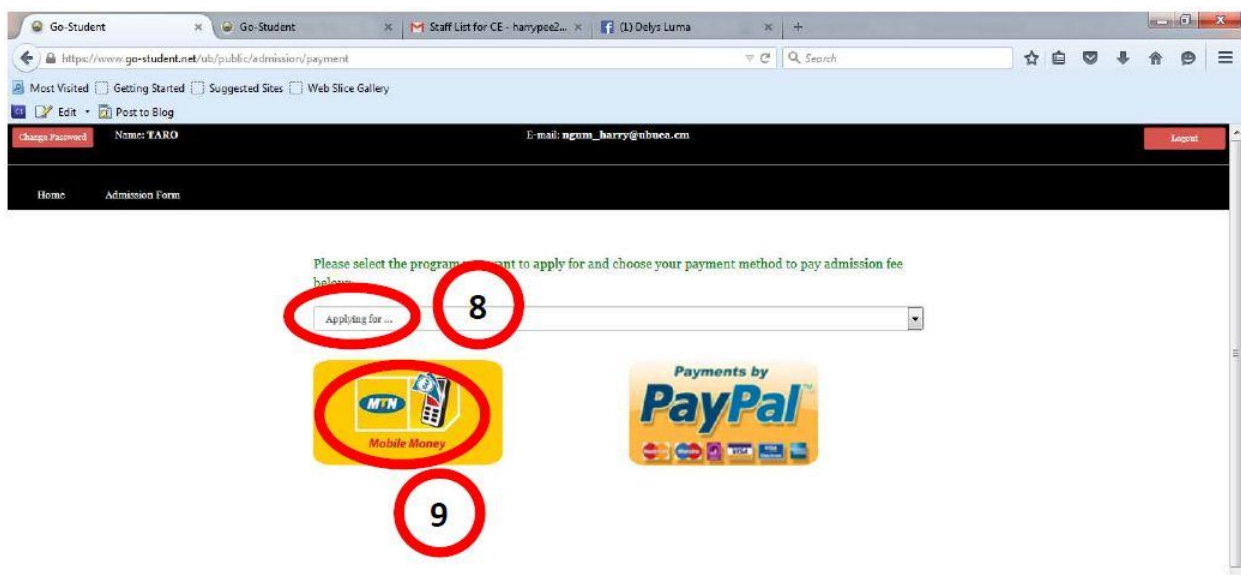 Go-Student
Go-Student
Staff List for CE - harrypee2...
(1) Delys Luma
https://www.go-student.net/ub/public/admission/payment
Search
Most Visited Getting Started Suggested Sites Web Slice Gallery
Edit Post to Blog
Change Password Name: TARO E-mail: ngum_harry@ubuea.cm Logout
Home Admission Form
Please select the program want to apply for and choose your payment method to pay admission fee
8
Applying for ...
MTN
Mobile Money
Payments by
PayPal
VISA
9